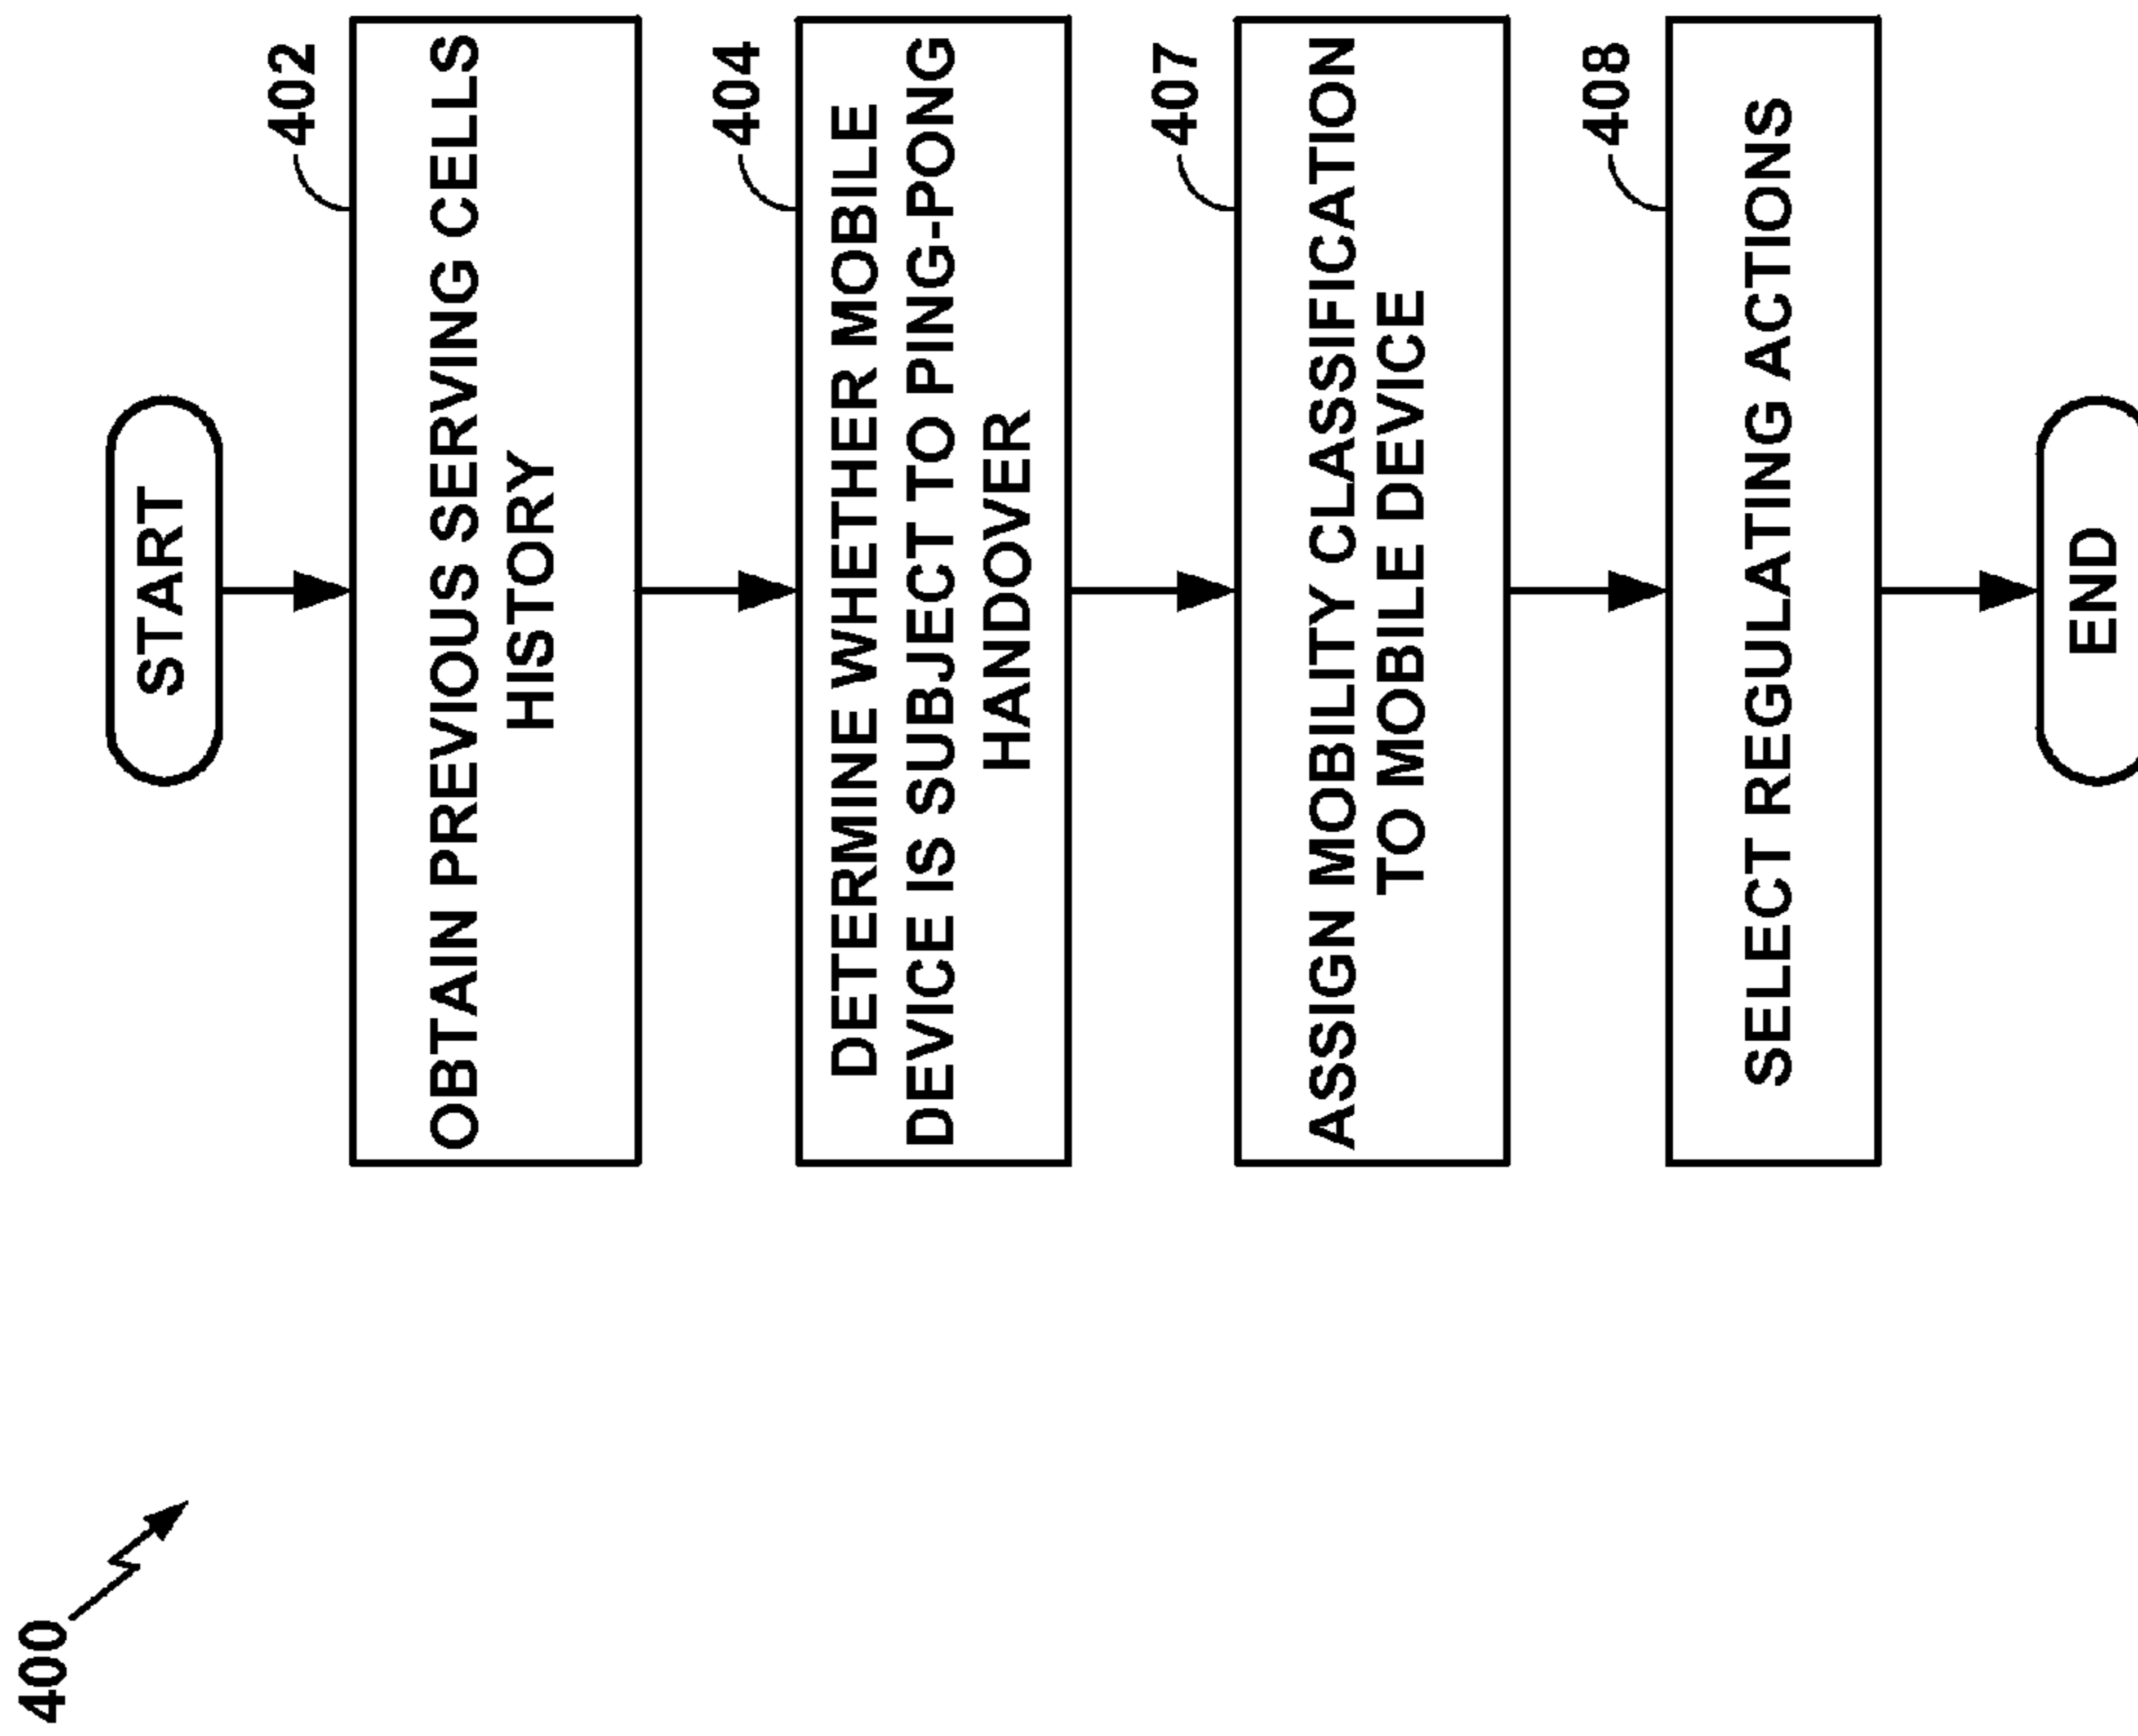 400
START
402
OBTAIN PREVIOUS SERVING CELLS
HISTORY
404
DETERMINE WHETHER MOBILE
DEVICE IS SUBJECT TO PING-PONG
HANDOVER
407
ASSIGN MOBILITY CLASSIFICATION
TO MOBILE DEVICE
408
SELECT REGULATING ACTIONS
END